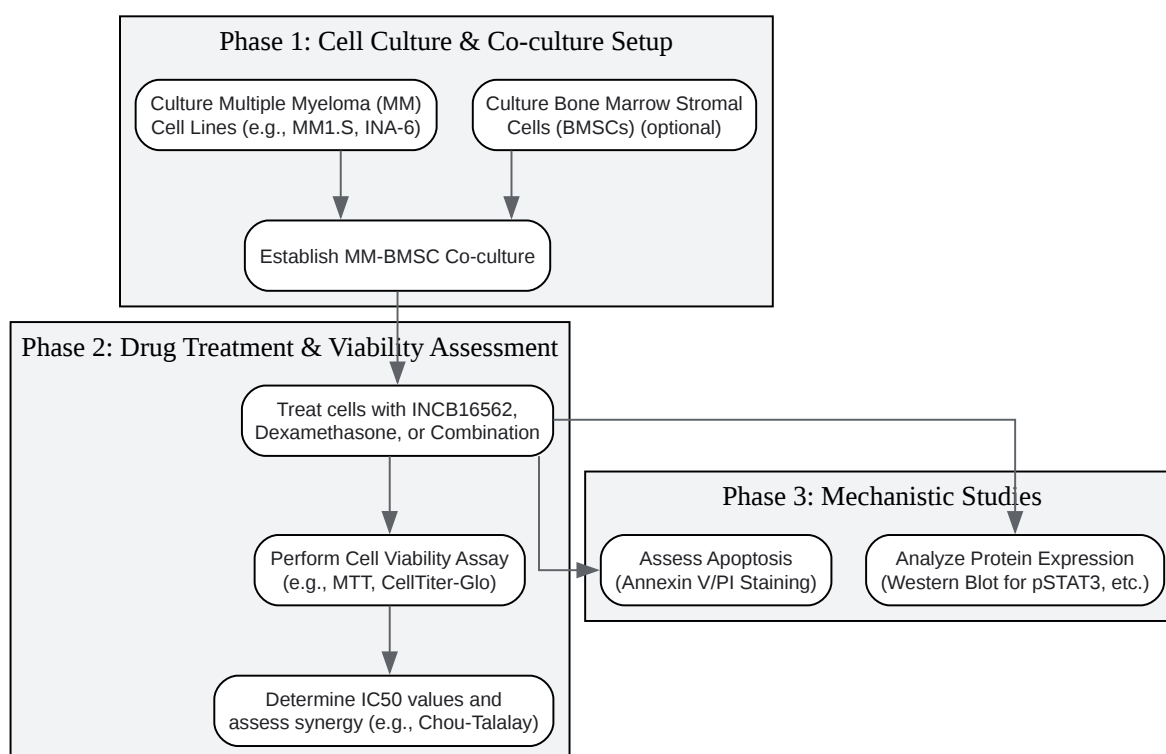 Phase 1: Cell Culture & Co-culture Setup
Culture Multiple Myeloma (MM)
Cell Lines (e.g., MM1.S, INA-6)
Culture Bone Marrow Stromal
Cells (BMSCs) (optional)
Establish MM-BMSC Co-culture
Phase 2: Drug Treatment & Viability Assessment
Treat cells with INCB16562,
Dexamethasone, or Combination
Perform Cell Viability Assay
(e.g., MTT, CellTiter-Glo)
Determine IC50 values and
assess synergy (e.g., Chou-Talalay)
Phase 3: Mechanistic Studies
Assess Apoptosis
(Annexin V/PI Staining)
Analyze Protein Expression
(Western Blot for pSTAT3, etc.)